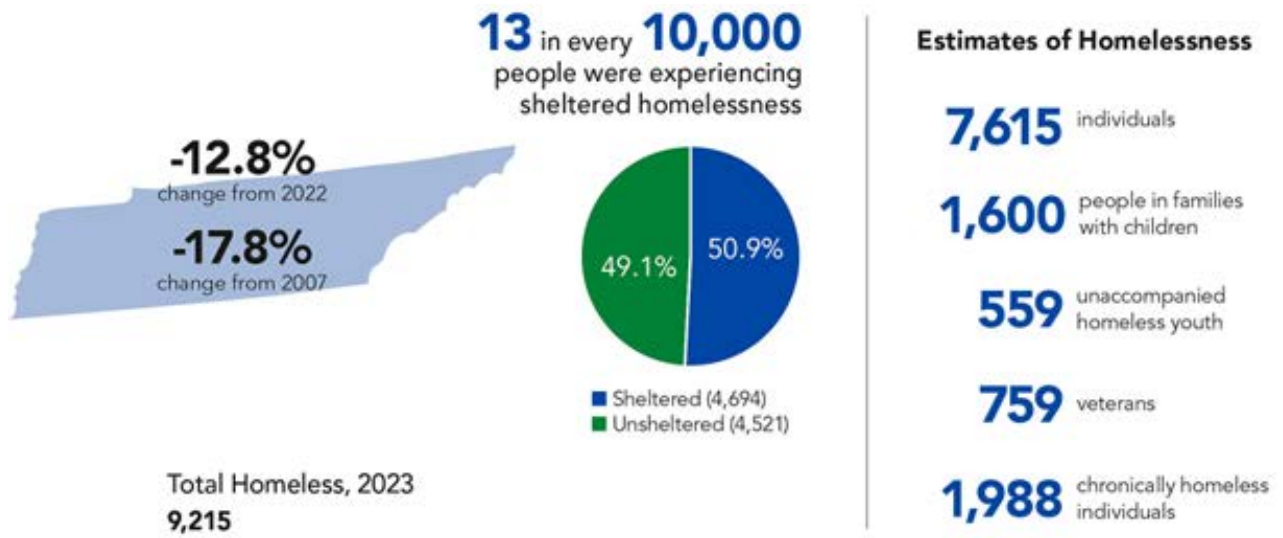 13 in every 10,000
people were experiencing
sheltered homelessness
-12.8%
change from 2022
-17.8%
change from 2007
49.1%
50.9%
Sheltered (4,694)
Unsheltered (4,521)
Total Homeless, 2023
9,215
Estimates of Homelessness
7,615 individuals
1,600 people in families
with children
559 unaccompanied
homeless youth
759 veterans
1,988 chronically homeless
individuals